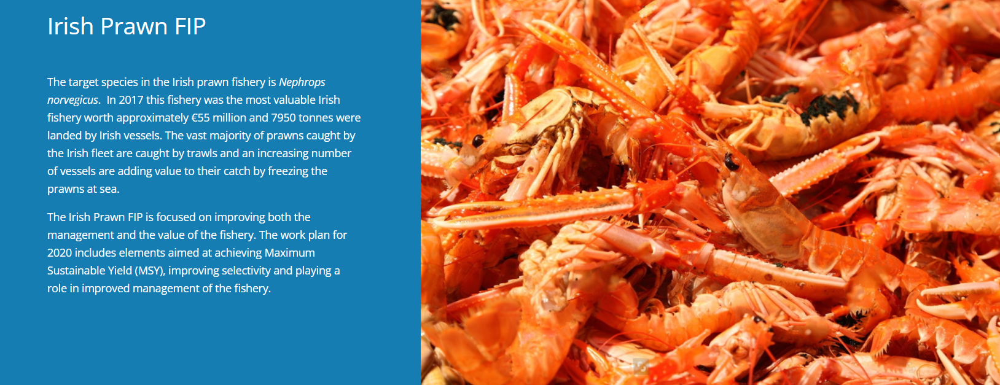 Irish Prawn FIP
The target species in the Irish prawn fishery is Nephrops
norvegicus.  In 2017 this fishery was the most valuable Irish
fishery worth approximately €55 million and 7950 tonnes were
landed by Irish vessels. The vast majority of prawns caught by
the Irish fleet are caught by trawls and an increasing number
of vessels are adding value to their catch by freezing the
prawns at sea.
The Irish Prawn FIP is focused on improving both the
management and the value of the fishery. The work plan for
2020 includes elements aimed at achieving Maximum
Sustainable Yield (MSY), improving selectivity and playing a
role in improved management of the fishery.